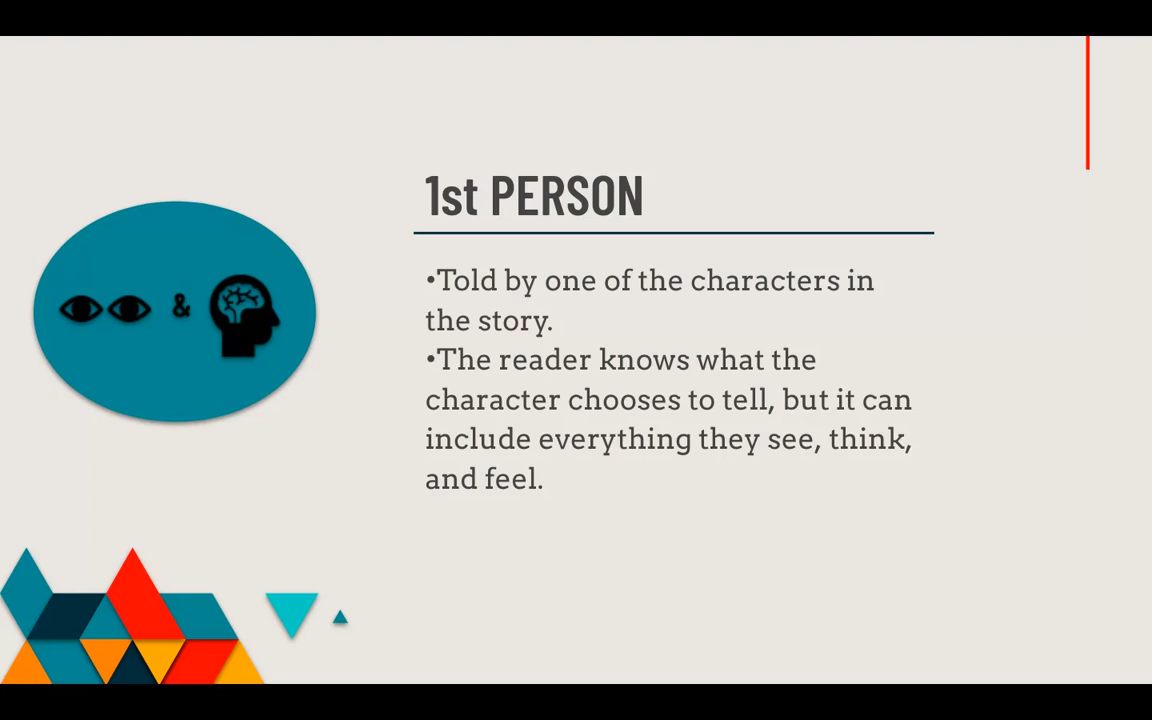 1st PERSON
&
•Told by one of the characters in
the story.
•The reader knows what the
character chooses to tell, but it can
include everything they see, think,
and feel.